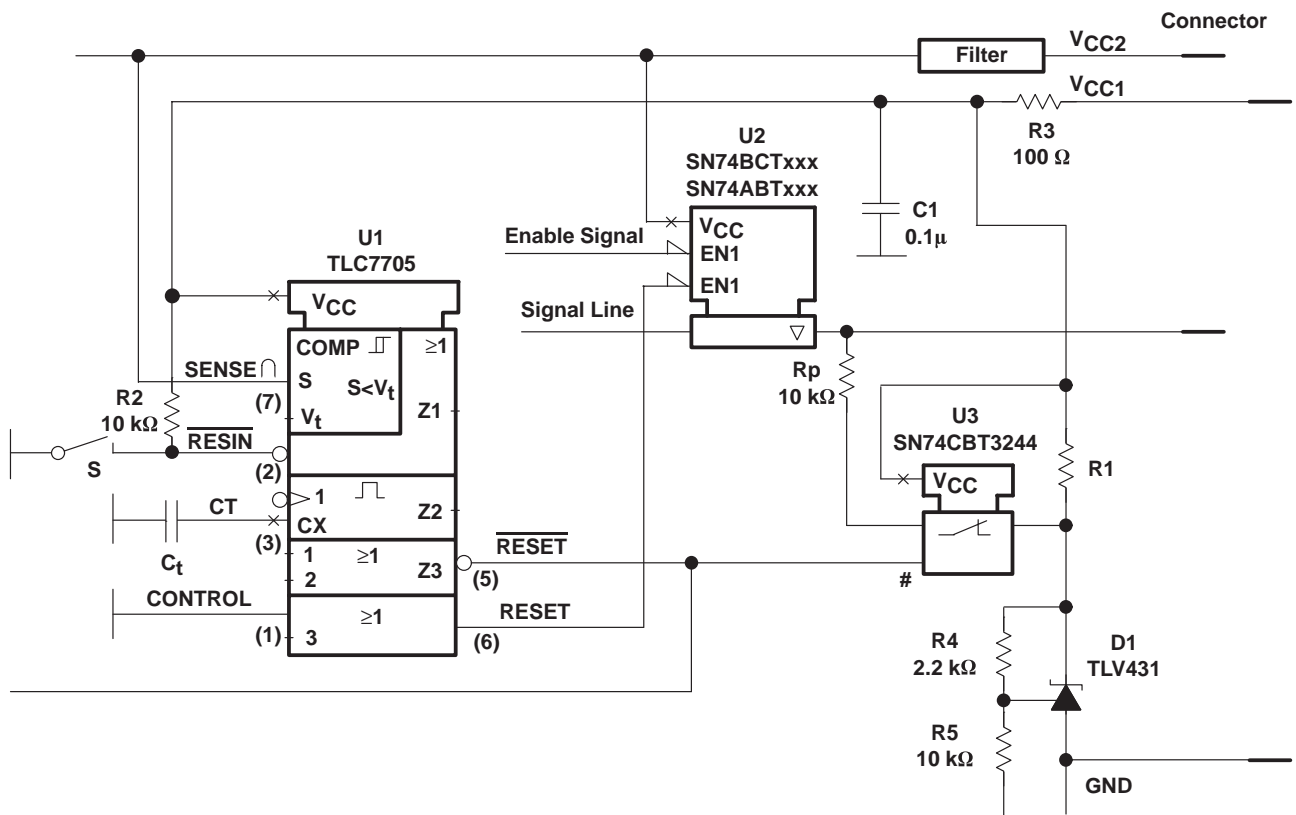 Connector
Filter
VCC2
VCC1
R3
100 Ω
U2
SN74BCTxxx
SN74ABTxxx
C1
0.1μ
VCC
EN1
EN1
Enable Signal
Signal Line
▽
U1
TLC7705
VCC
COMP
≥1
SENSE ∩
S
S<Vt
(7)
Vt
Z1
R2
10 kΩ
RESIN
(2)
S
1
CT
CX
Z2
(3)
Ct
1
≥1
2
Z3
RESET
(5)
CONTROL
≥1
RESET
(1)
3
(6)
Rp
10 kΩ
U3
SN74CBT3244
VCC
R1
#
R4
2.2 kΩ
D1
TLV431
R5
10 kΩ
GND